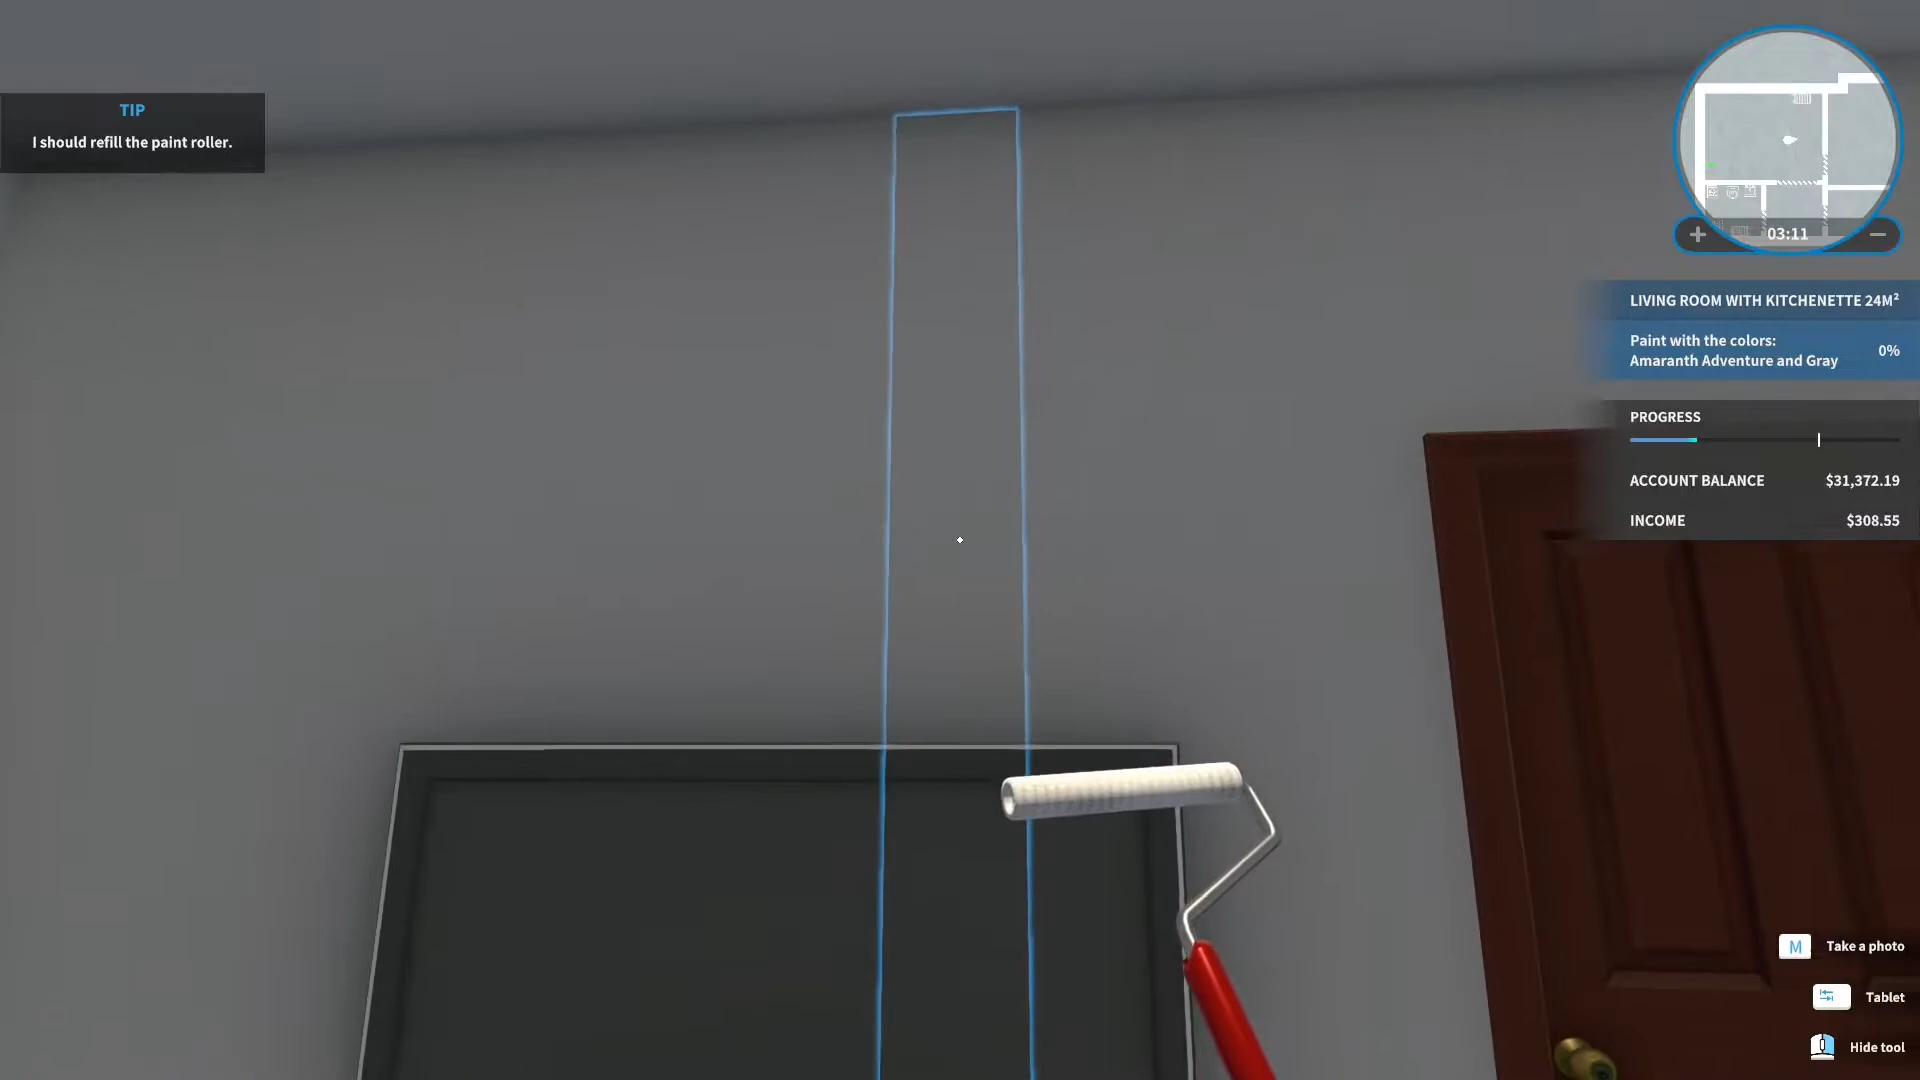 TIP
I should refill the paint roller.
+ 03:11 −
LIVING ROOM WITH KITCHENETTE 24M²
Paint with the colors:
Amaranth Adventure and Gray
0%
PROGRESS
ACCOUNT BALANCE $31,372.19
INCOME $308.55
M Take a photo
Tablet
Hide tool